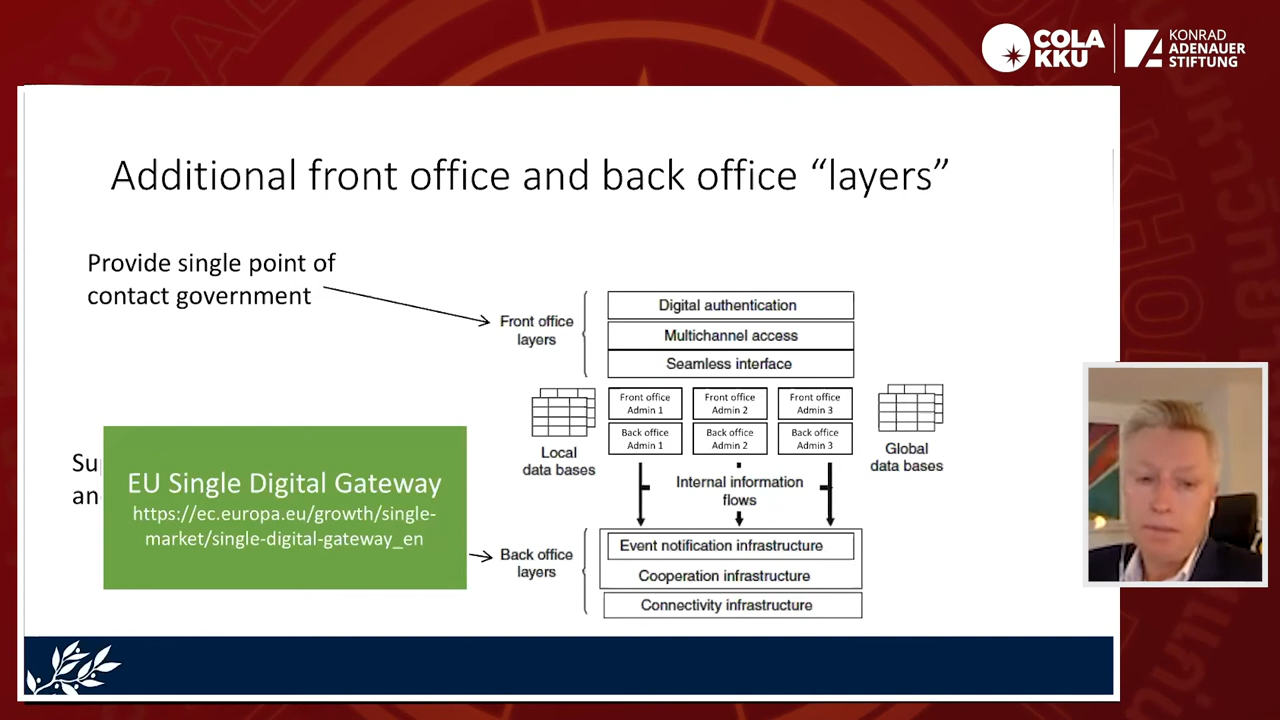 COLA
KKU
KONRAD
ADENAUER
STIFTUNG
Additional front office and back office “layers”
Provide single point of
contact government
Front office
layers
Digital authentication
Multichannel access
Seamless interface
Local
data bases
Front office
Admin 1
Front office
Admin 2
Front office
Admin 3
Back office
Admin 1
Back office
Admin 2
Back office
Admin 3
Global
data bases
Internal information
flows
Su
an
EU Single Digital Gateway
https://ec.europa.eu/growth/single-
market/single-digital-gateway_en
Back office
layers
Event notification infrastructure
Cooperation infrastructure
Connectivity infrastructure